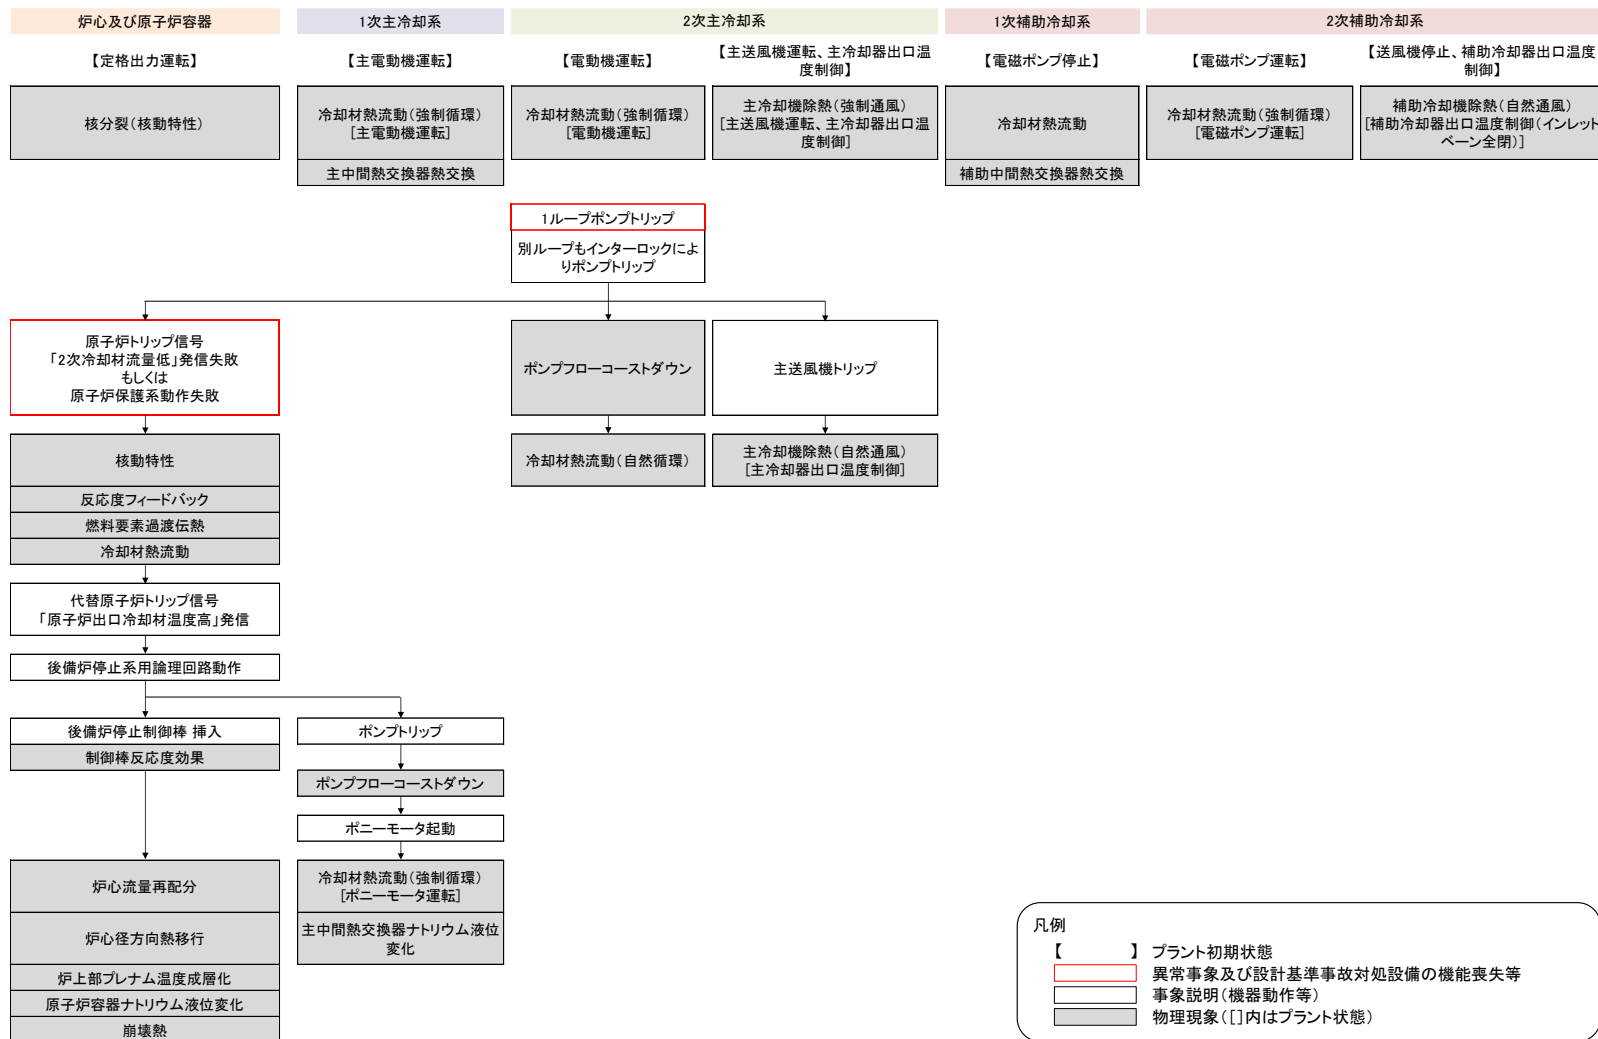 炉心及び原子炉容器
1次主冷却系
2次主冷却系
1次補助冷却系
2次補助冷却系
【定格出力運転】
【主電動機運転】
【電動機運転】
【主送風機運転、主冷却器出口温
度制御】
【電磁ポンプ停止】
【電磁ポンプ運転】
【送風機停止、補助冷却器出口温度
制御】
核分裂(核動特性)
冷却材熱流動(強制循環)
[主電動機運転]
冷却材熱流動(強制循環)
[電動機運転]
主冷却機除熱(強制通風)
[主送風機運転、主冷却器出口温
度制御]
冷却材熱流動
冷却材熱流動(強制循環)
[電磁ポンプ運転]
補助冷却機除熱(自然通風)
[補助冷却器出口温度制御(インレット
ベーン全閉)]
主中間熱交換器熱交換
補助中間熱交換器熱交換
1ループポンプトリップ
別ループもインターロックによ
りポンプトリップ
原子炉トリップ信号
「2次冷却材流量低」発信失敗
もしくは
原子炉保護系動作失敗
ポンプフローコーストダウン
主送風機トリップ
核動特性
反応度フィードバック
燃料要素過渡伝熱
冷却材熱流動
冷却材熱流動(自然循環)
主冷却機除熱(自然通風)
[主冷却器出口温度制御]
代替原子炉トリップ信号
「原子炉出口冷却材温度高」発信
後備炉停止系用論理回路動作
後備炉停止制御棒 挿入
制御棒反応度効果
ポンプトリップ
ポンプフローコーストダウン
ポニーモータ起動
冷却材熱流動(強制循環)
[ポニーモータ運転]
主中間熱交換器ナトリウム液位
変化
炉心流量再配分
炉心径方向熱移行
炉上部プレナム温度成層化
原子炉容器ナトリウム液位変化
崩壊熱
凡例
【 】 プラント初期状態
異常事象及び設計基準事故対処設備の機能喪失等
事象説明(機器動作等)
物理現象([]内はプラント状態)